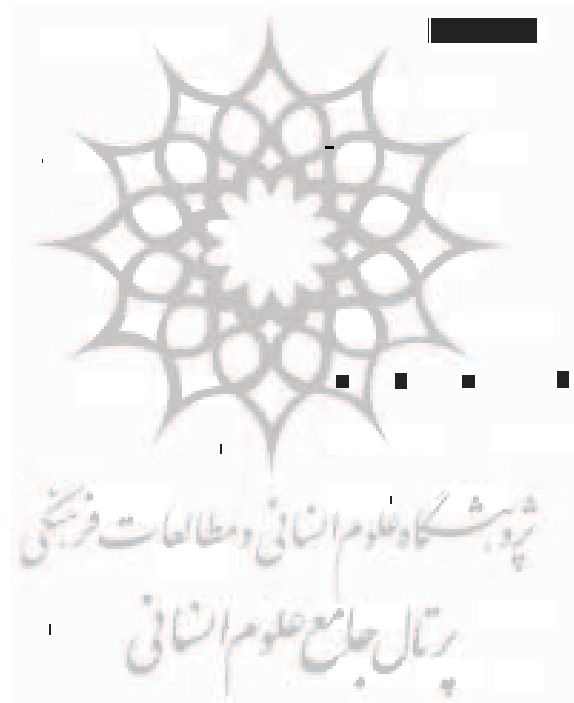 پژوهشگاه علوم انسانی و مطالعات فرهنگی
پرتال جامع علوم انسانی